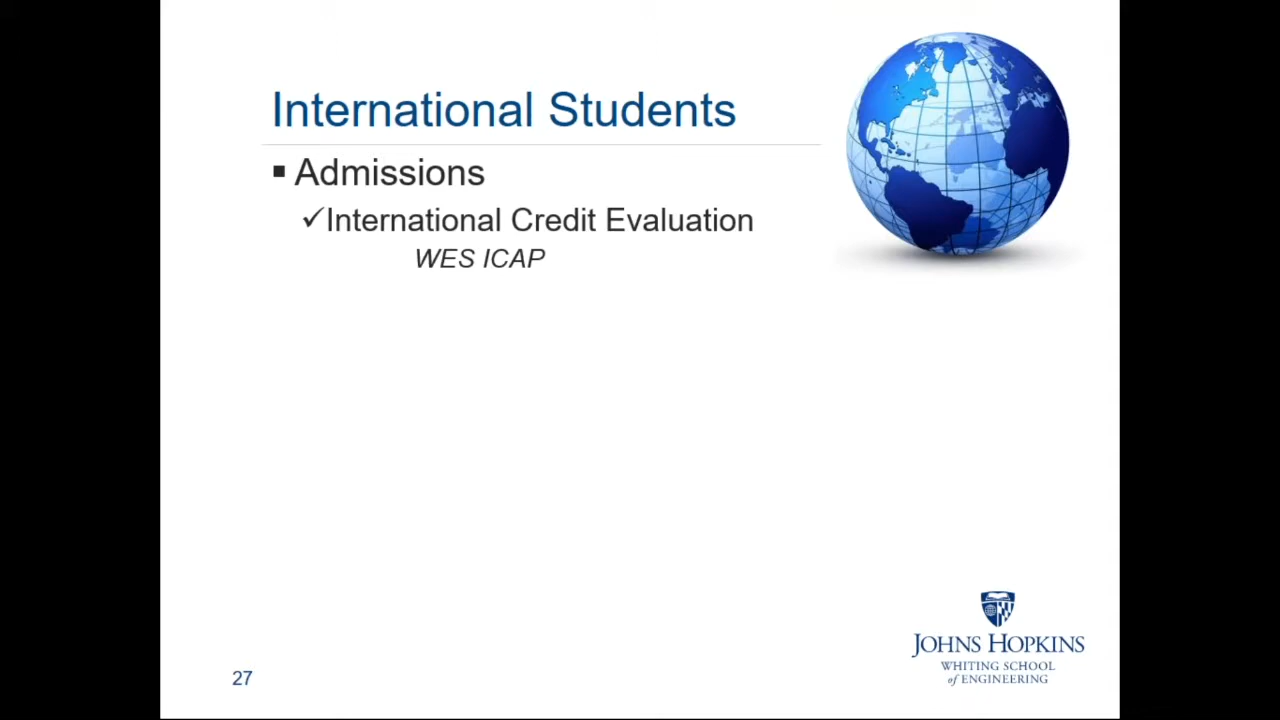 International Students
▪ Admissions
✓International Credit Evaluation
WES ICAP
JOHNS HOPKINS
WHITING SCHOOL
of ENGINEERING
27